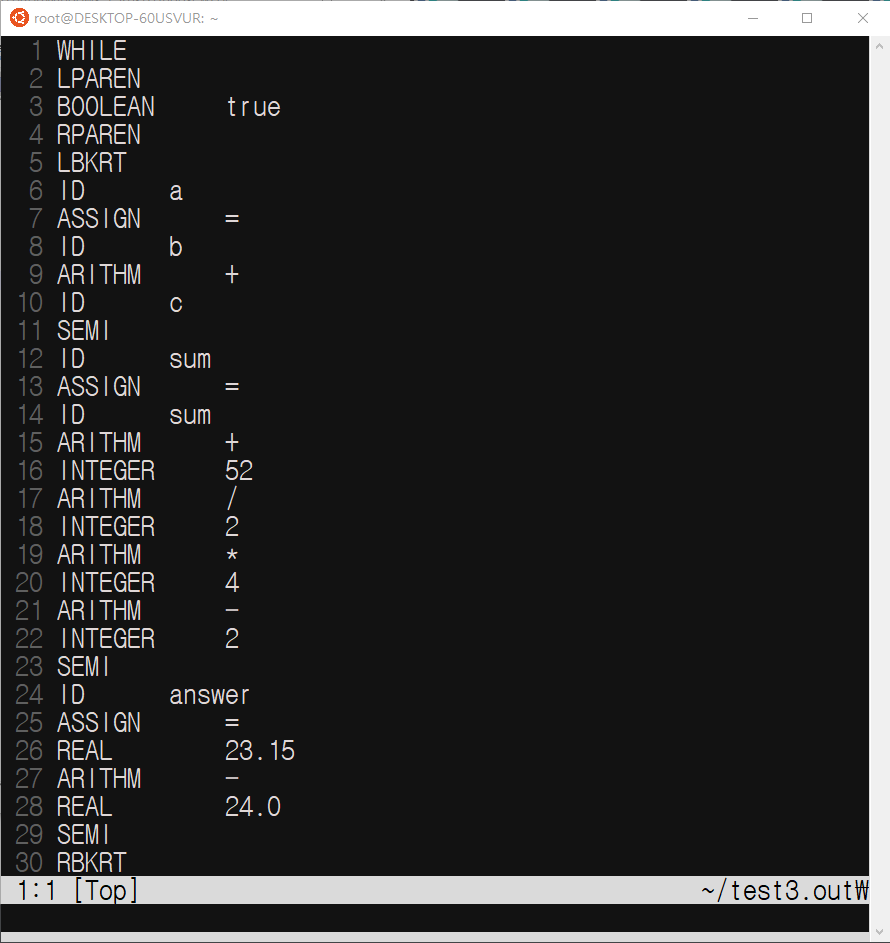 root@DESKTOP-60USVUR: ~
1 WHILE
2 LPAREN
3 BOOLEAN true
4 RPAREN
5 LBKRT
6 ID a
7 ASSIGN =
8 ID b
9 ARITHM +
10 ID c
11 SEMI
12 ID sum
13 ASSIGN =
14 ID sum
15 ARITHM +
16 INTEGER 52
17 ARITHM /
18 INTEGER 2
19 ARITHM *
20 INTEGER 4
21 ARITHM -
22 INTEGER 2
23 SEMI
24 ID answer
25 ASSIGN =
26 REAL 23.15
27 ARITHM -
28 REAL 24.0
29 SEMI
30 RBKRT
1:1 [Top] ~/test3.out₩